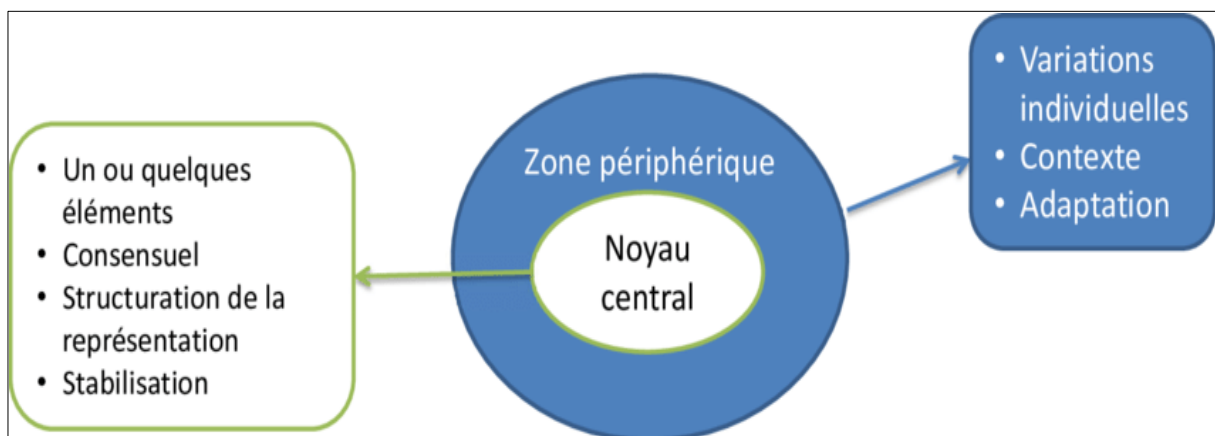 • Un ou quelques
éléments
• Consensuel
• Structuration de la
représentation
• Stabilisation
Zone périphérique
Noyau
central
• Variations
individuelles
• Contexte
• Adaptation